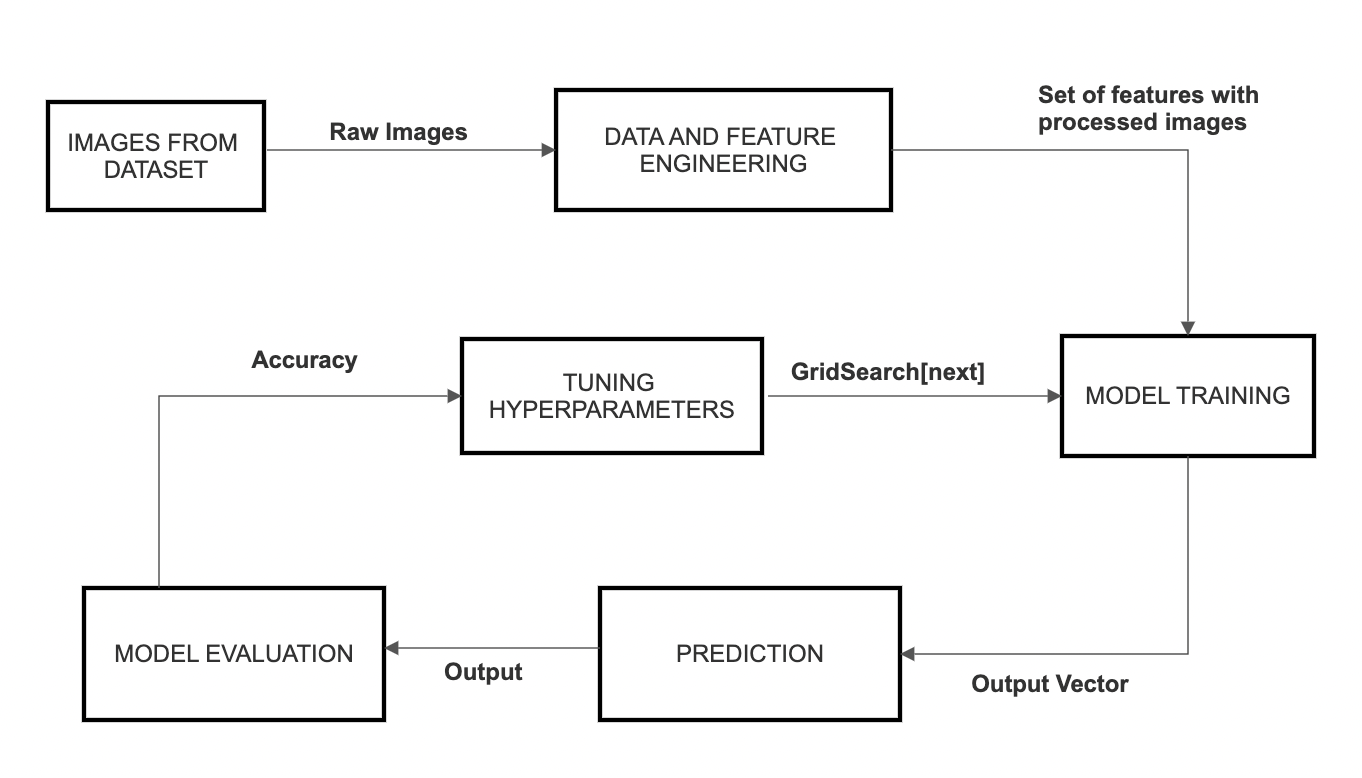 IMAGES FROM
DATASET
Raw Images
DATA AND FEATURE
ENGINEERING
Set of features with
processed images
Accuracy
TUNING
HYPERPARAMETERS
GridSearch[next]
MODEL TRAINING
MODEL EVALUATION
Output
PREDICTION
Output Vector